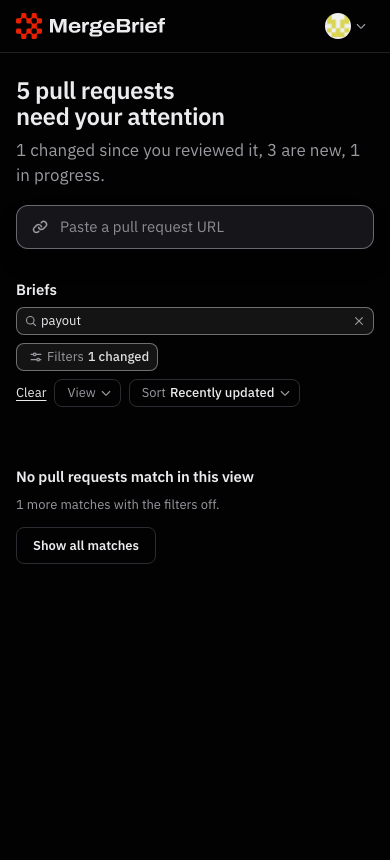 MergeBrief
5 pull requests
need your attention
1 changed since you reviewed it, 3 are new, 1
in progress.
Paste a pull request URL
Briefs
payout
Filters 1 changed
Clear View Sort Recently updated
No pull requests match in this view
1 more matches with the filters off.
Show all matches